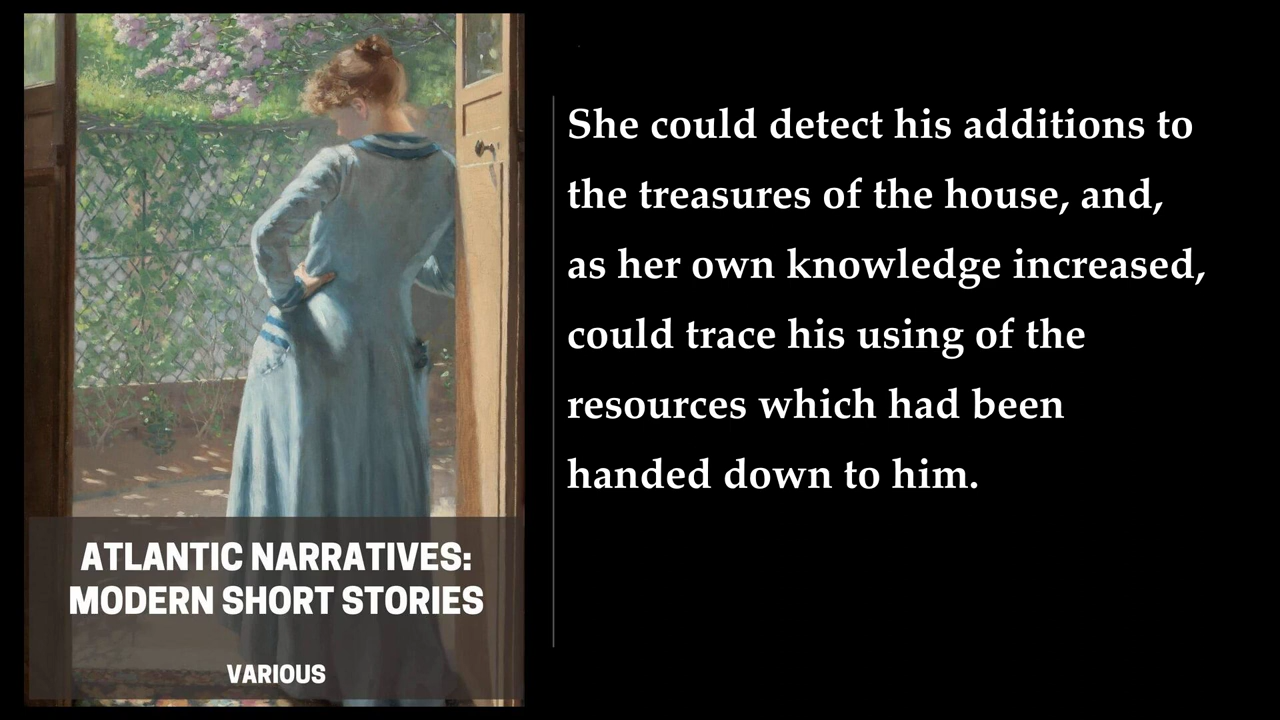 She could detect his additions to
the treasures of the house, and,
as her own knowledge increased,
could trace his using of the
resources which had been
handed down to him.
ATLANTIC NARRATIVES:
MODERN SHORT STORIES
VARIOUS